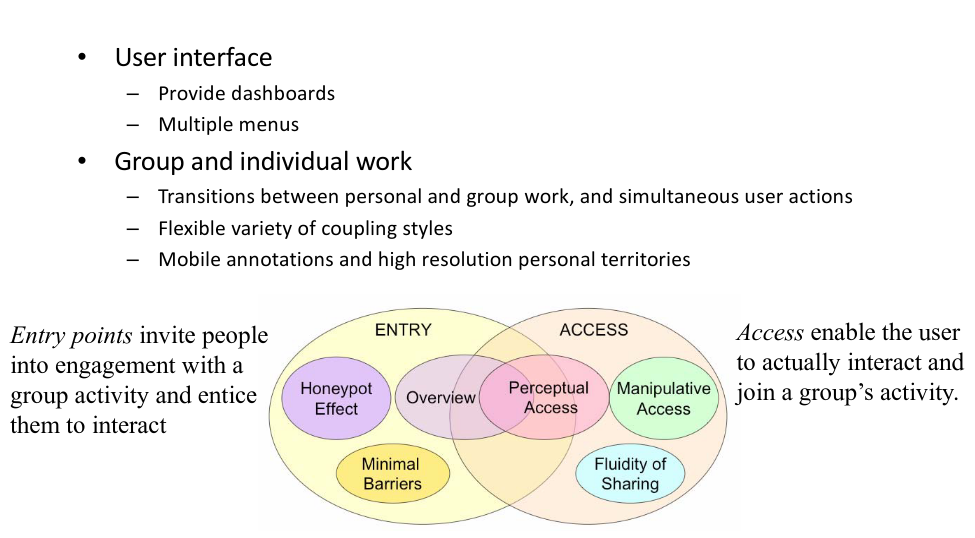 • User interface
– Provide dashboards
– Multiple menus
• Group and individual work
– Transitions between personal and group work, and simultaneous user actions
– Flexible variety of coupling styles
– Mobile annotations and high resolution personal territories
Entry points invite people
into engagement with a
group activity and entice
them to interact
ENTRY
ACCESS
Honeypot
Effect
Overview
Perceptual
Access
Manipulative
Access
Minimal
Barriers
Fluidity of
Sharing
Access enable the user
to actually interact and
join a group’s activity.